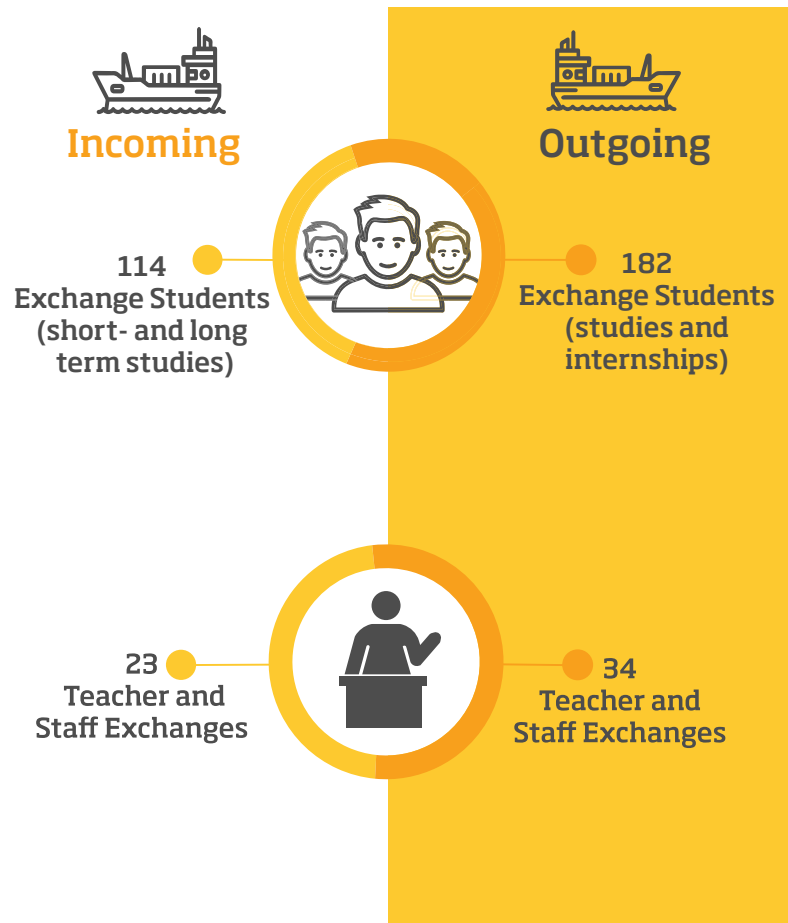 Incoming
Outgoing
114
Exchange Students
(short- and long
term studies)
182
Exchange Students
(studies and
internships)
23
Teacher and
Staff Exchanges
34
Teacher and
Staff Exchanges